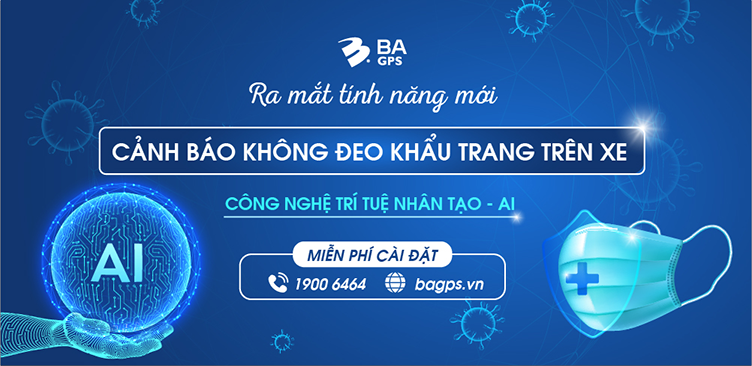 BA
GPS
Ra mắt tính năng mới
CẢNH BÁO KHÔNG ĐEO KHẨU TRANG TRÊN XE
CÔNG NGHỆ TRÍ TUỆ NHÂN TẠO - AI
AI
MIỄN PHÍ CÀI ĐẶT
1900 6464 bagps.vn